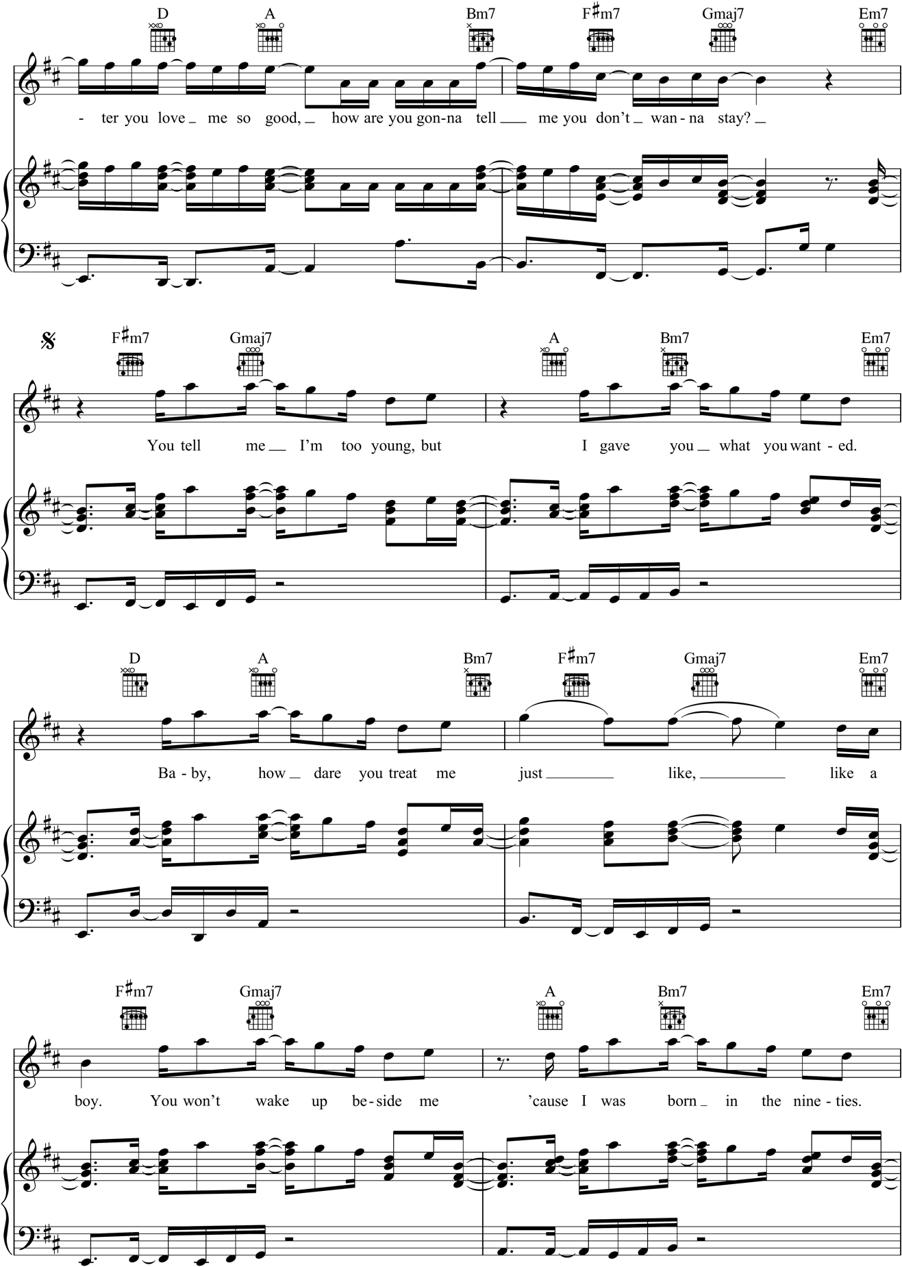 D A Bm7 F♯m7 Gmaj7 Em7
- ter you love me so good, how are you gon-na tell me you don't wan-na stay?
F♯m7 Gmaj7 A Bm7 Em7
You tell me I'm too young, but I gave you what you want-ed.
D A Bm7 F♯m7 Gmaj7 Em7
Ba-by, how dare you treat me just like, like a
F♯m7 Gmaj7 A Bm7 Em7
boy. You won't wake up be-side me 'cause I was born in the nine-ties.